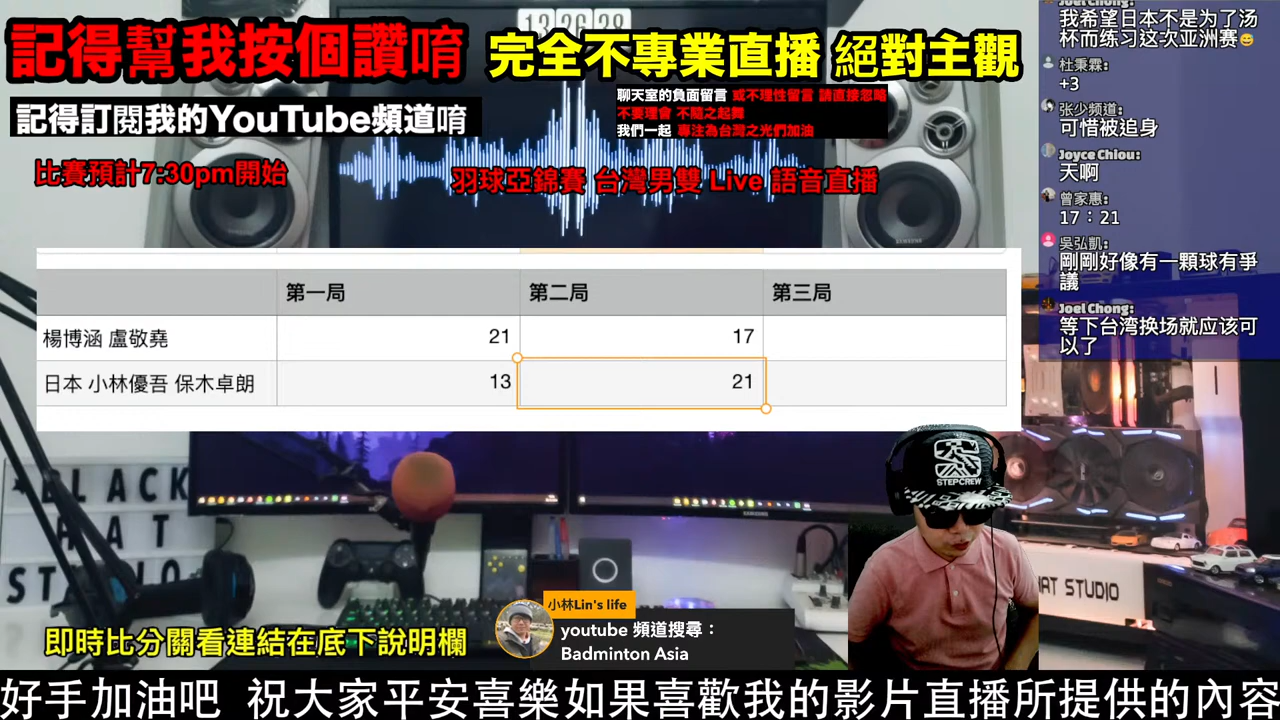 13 26 28
記得幫我按個讚唷
完全不專業直播 絕對主觀
記得訂閱我的YouTube頻道唷
聊天室的負面留言 或不理性留言 請直接忽略
不要理會 不隨之起舞
我們一起 專注為台灣之光們加油
比賽預計7:30pm開始
羽球亞錦賽 台灣男雙 Live 語音直播
第一局 第二局 第三局
楊博涵 盧敬堯 21 17
日本 小林優吾 保木卓朗 13 21
Joel Chong:
我希望日本不是为了汤
杯而练习这次亚洲赛😅
杜秉霖:
+3
张少频道:
可惜被追身
Joyce Chiou:
天啊
曾家惠:
17：21
吳弘凱:
剛剛好像有一顆球有爭
議
Joel Chong:
等下台湾换场就应该可
以了
BLACK
HAT
STUDIO
STEPCREW
HAT STUDIO
SAMSUNG
小林Lin's life
youtube 頻道搜尋：
Badminton Asia
即時比分關看連結在底下說明欄
好手加油吧 祝大家平安喜樂如果喜歡我的影片直播所提供的內容